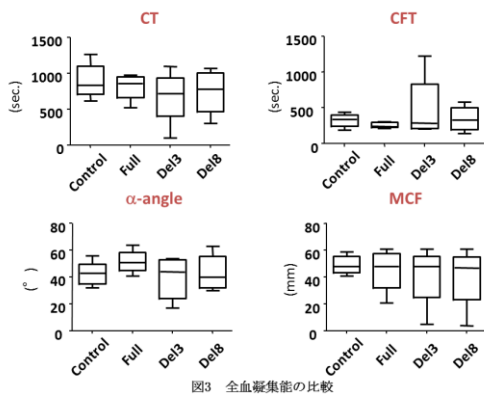 CT
(sec.)
1500
1000
500
0
Control
Full
Del3
Del8
CFT
(sec.)
1500
1000
500
0
Control
Full
Del3
Del8
α-angle
(°)
80
60
40
20
0
Control
Full
Del3
Del8
MCF
(mm)
80
60
40
20
0
Control
Full
Del3
Del8
図3 全血凝集能の比較